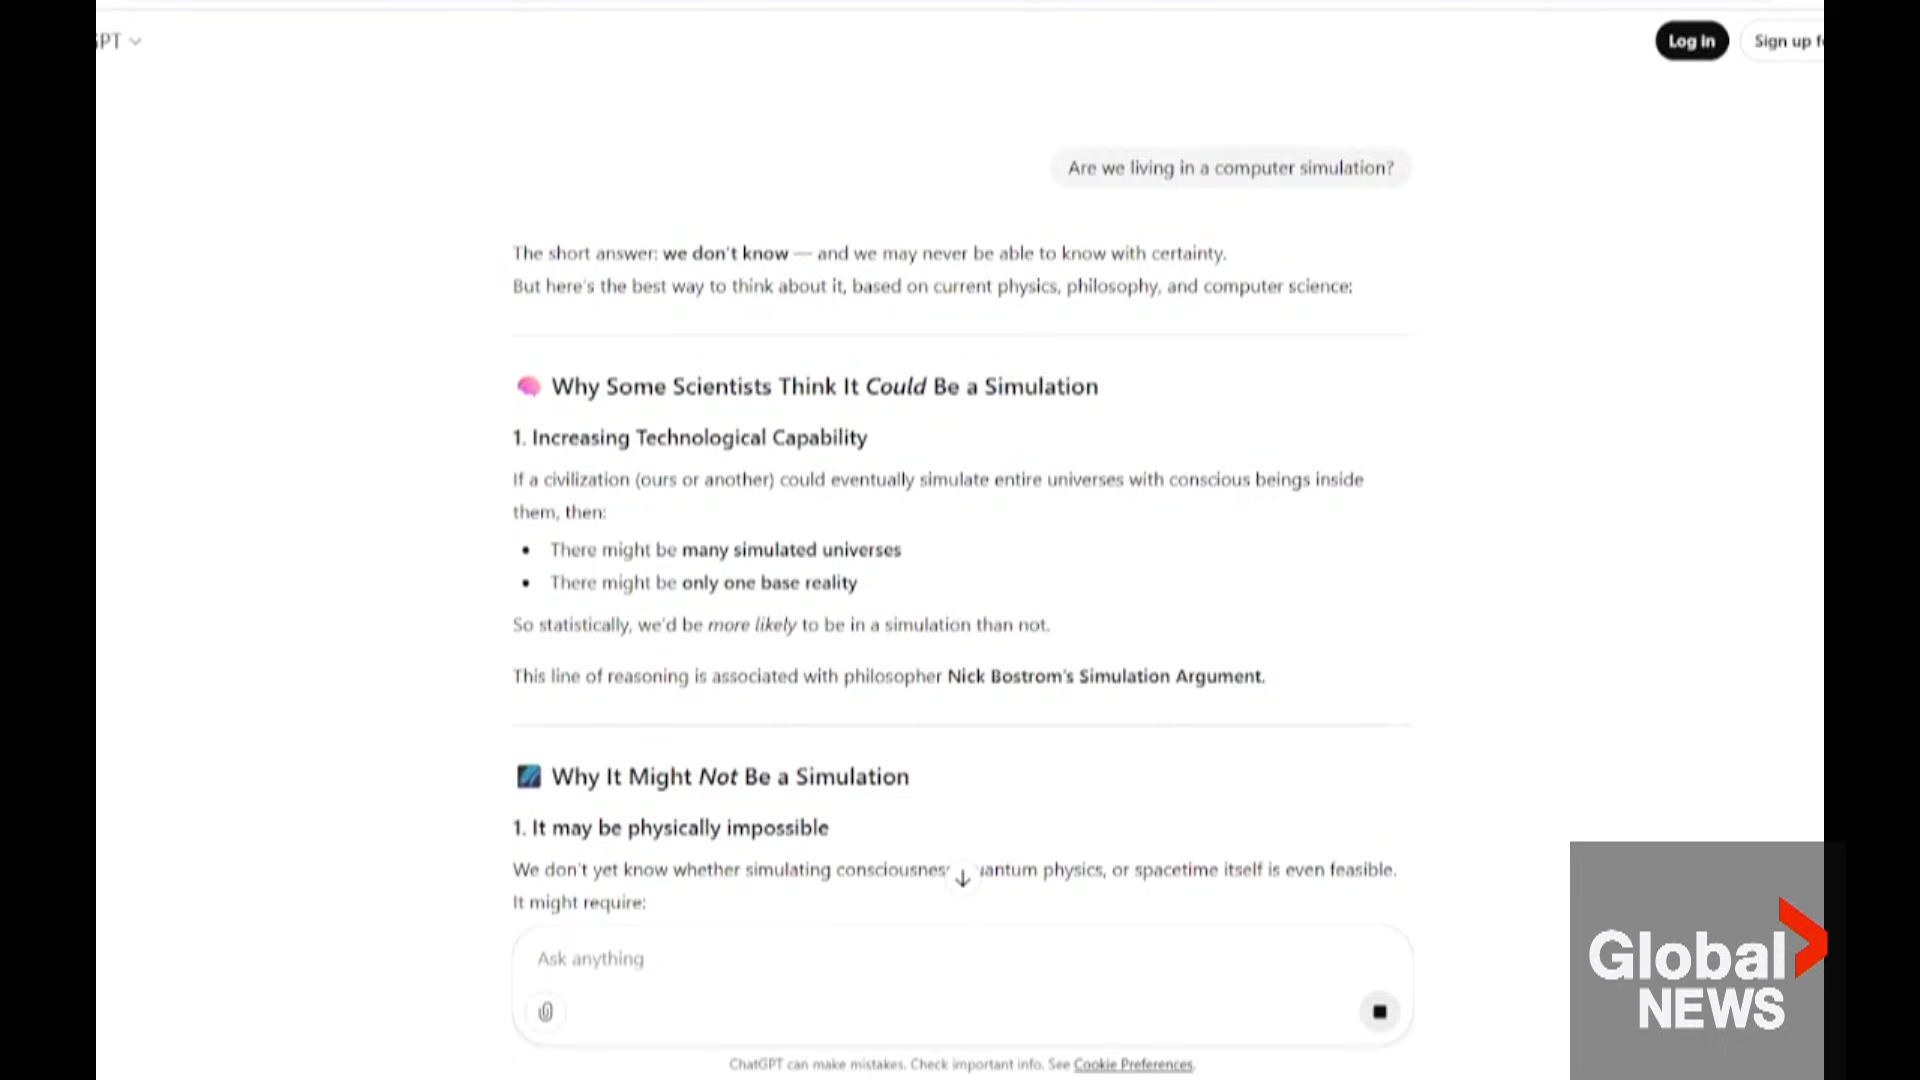 GPT
Log in
Sign up
Are we living in a computer simulation?
The short answer: we don't know — and we may never be able to know with certainty.
But here's the best way to think about it, based on current physics, philosophy, and computer science:
Why Some Scientists Think It Could Be a Simulation
1. Increasing Technological Capability
If a civilization (ours or another) could eventually simulate entire universes with conscious beings inside
them, then:
• There might be many simulated universes
• There might be only one base reality
So statistically, we'd be more likely to be in a simulation than not.
This line of reasoning is associated with philosopher Nick Bostrom's Simulation Argument.
Why It Might Not Be a Simulation
1. It may be physically impossible
We don't yet know whether simulating physics, or spacetime itself is even feasible.
It might require:
Ask anything
ChatGPT can make mistakes. Check important info. See Cookie Preferences.
Global
NEWS